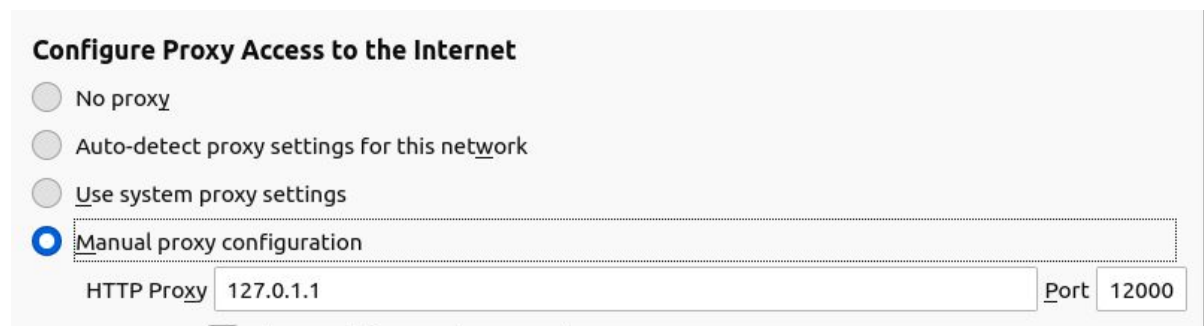 Configure Proxy Access to the Internet
No proxy
Auto-detect proxy settings for this network
Use system proxy settings
Manual proxy configuration
HTTP Proxy 127.0.1.1 Port 12000